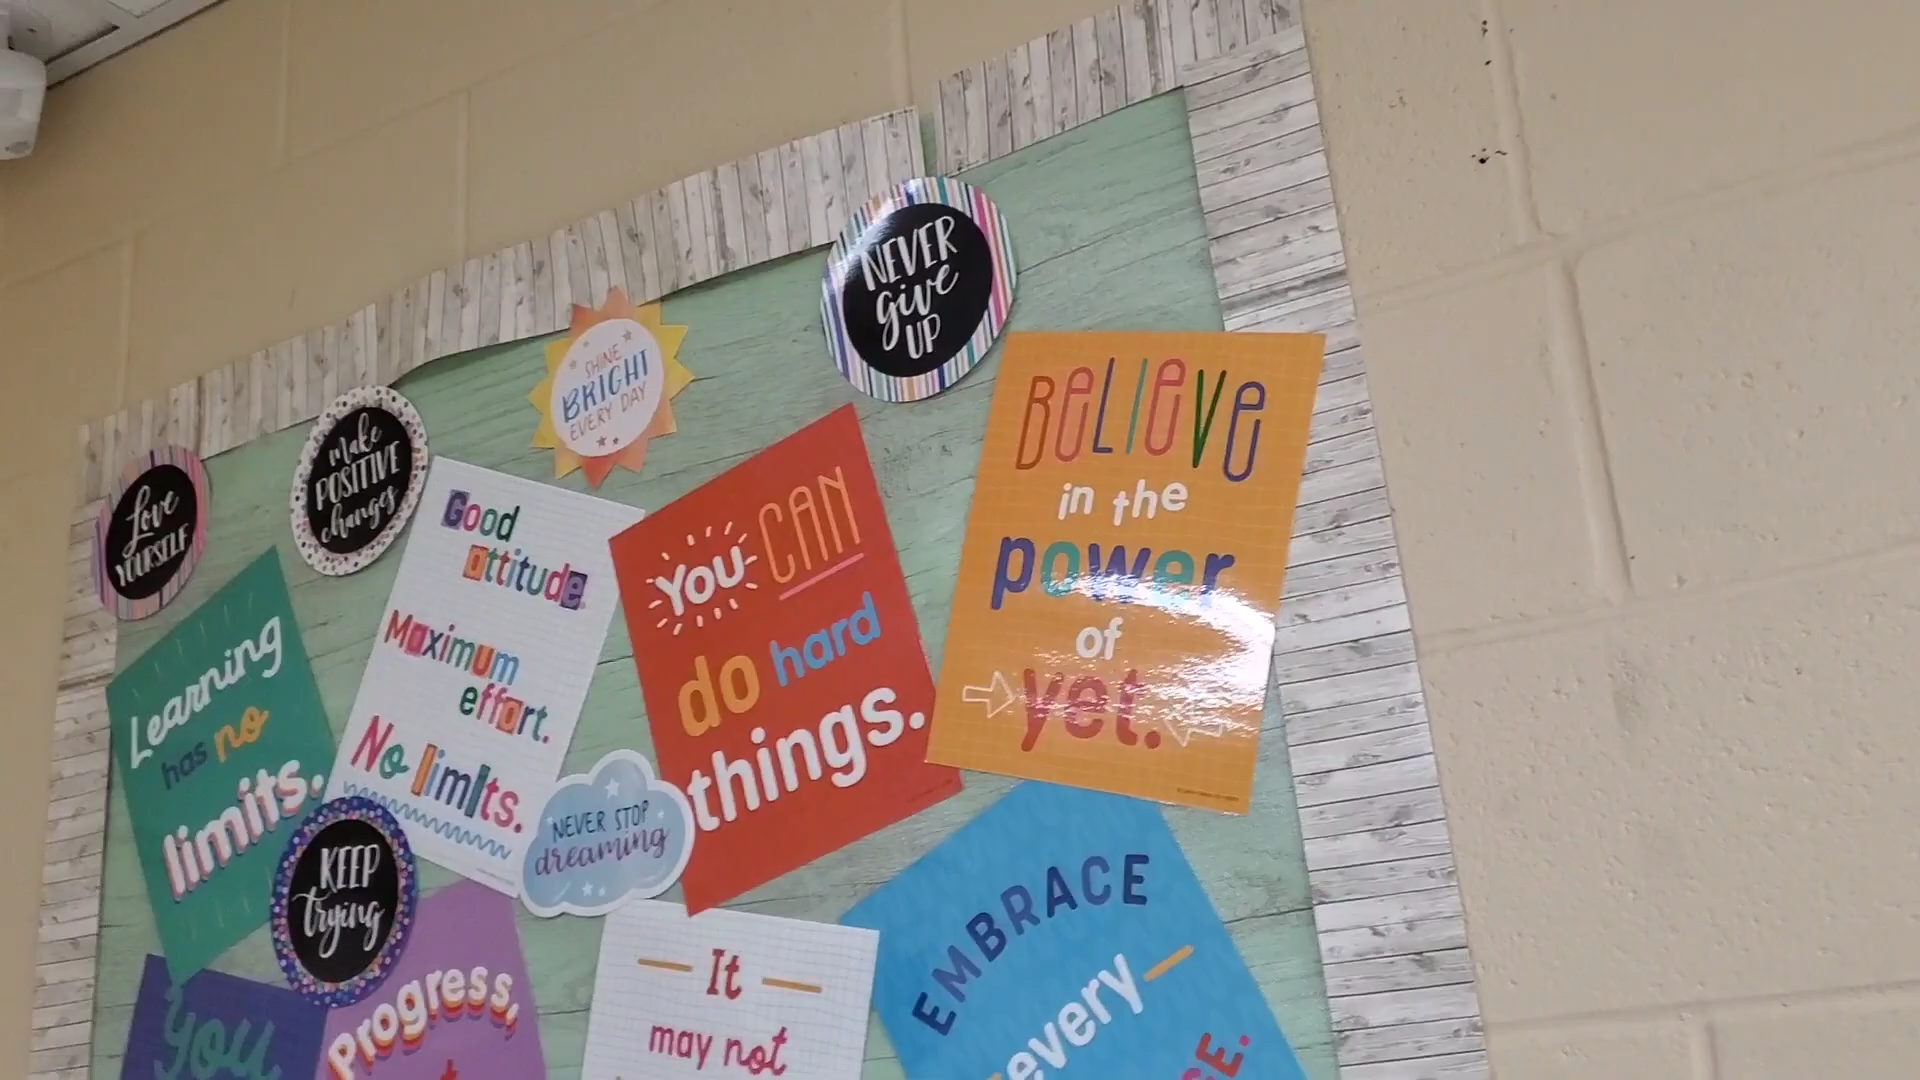 NEVER
give
UP
SHINE
BRIGHT
EVERY DAY
make
POSITIVE
changes
Love
YOURSELF
BELIEVE
in the
power
of
yet.
YOU CAN
do hard
things.
Good
attitude.
Maximum
effort.
No limits.
Learning
has no
limits.
NEVER STOP
dreaming
KEEP
trying
EMBRACE
every
It
may not
Progress,
you